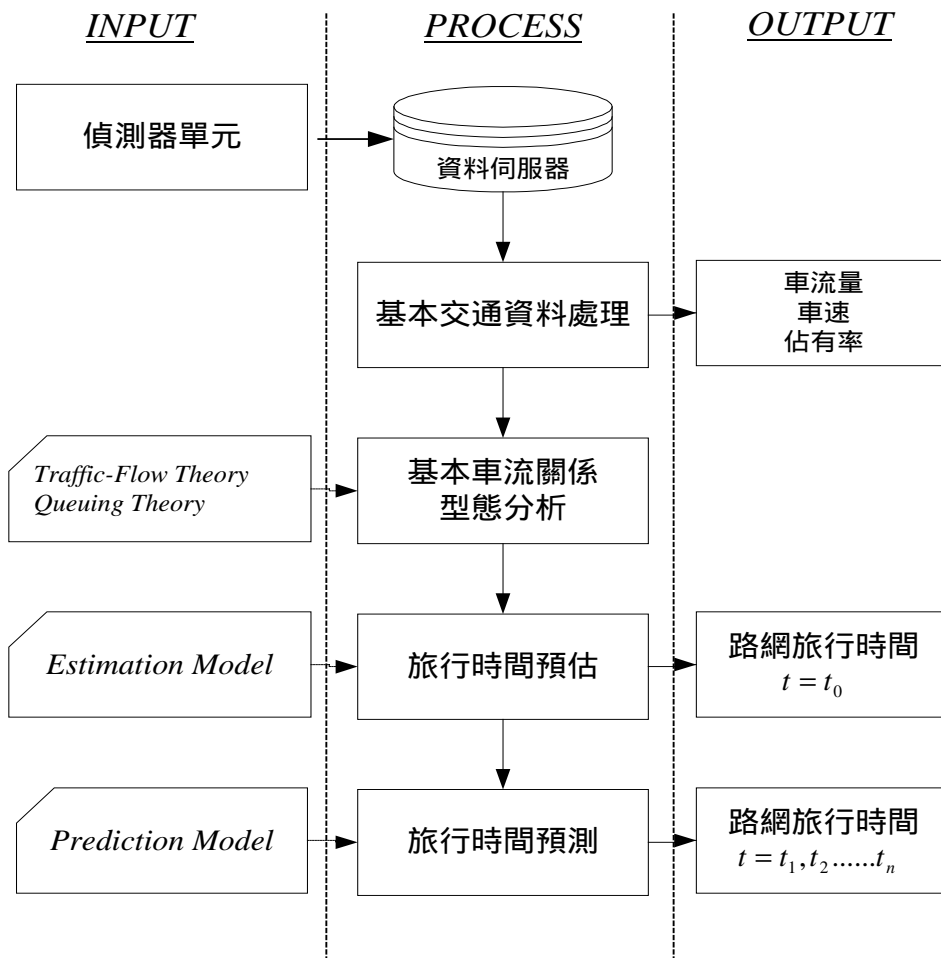 INPUT
PROCESS
OUTPUT
偵測器單元
資料伺服器
基本交通資料處理
車流量
車速
佔有率
Traffic-Flow Theory
Queuing Theory
基本車流關係
型態分析
Estimation Model
旅行時間預估
路網旅行時間
t = t₀
Prediction Model
旅行時間預測
路網旅行時間
t = t₁, t₂ ...... tₙ